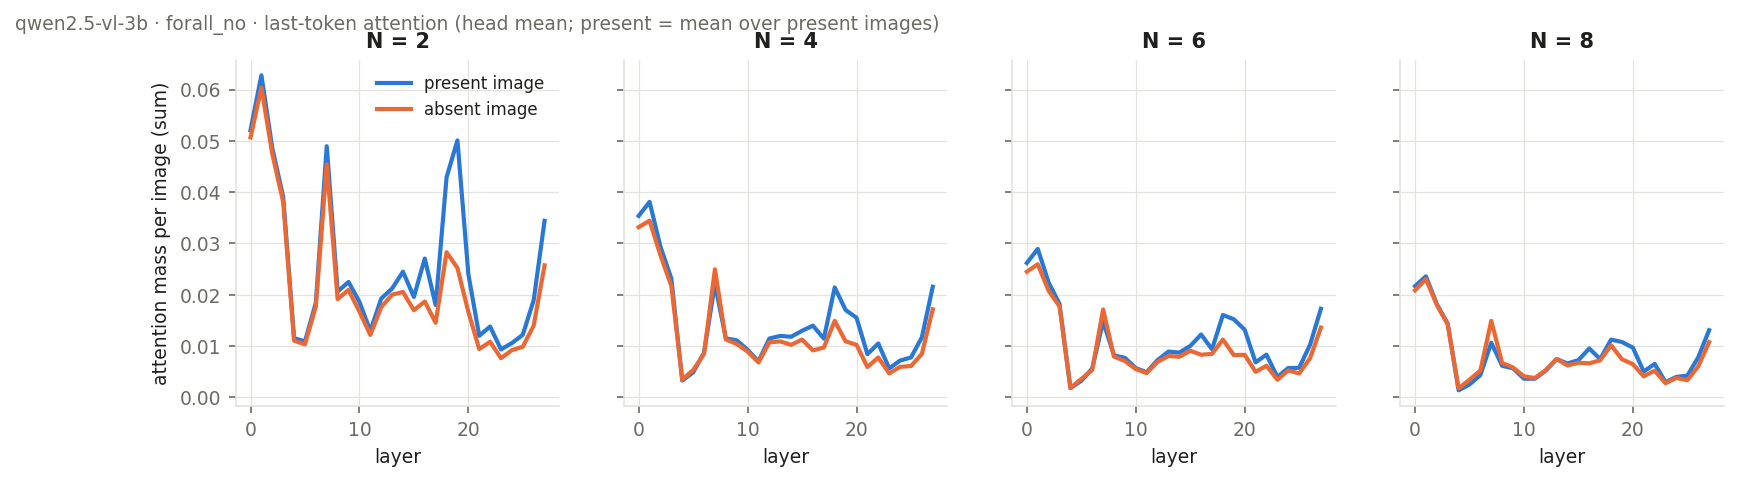 qwen2.5-vl-3b · forall_no · last-token attention (head mean; present = mean over present images)
N = 2
N = 4
N = 6
N = 8
present image
absent image
attention mass per image (sum)
0.06
0.05
0.04
0.03
0.02
0.01
0.00
0 10 20
0 10 20
0 10 20
0 10 20
layer
layer
layer
layer